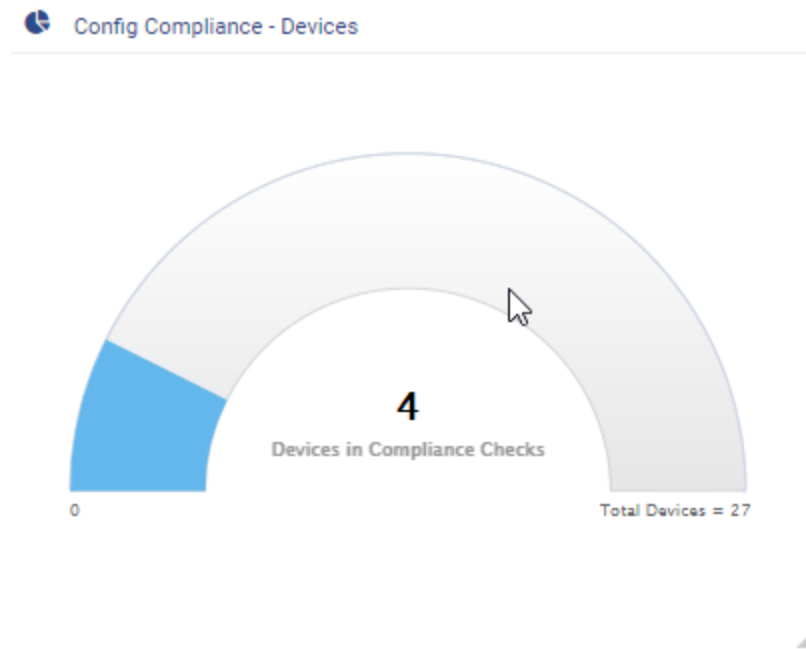 Config Compliance - Devices
4
Devices in Compliance Checks
0
Total Devices = 27